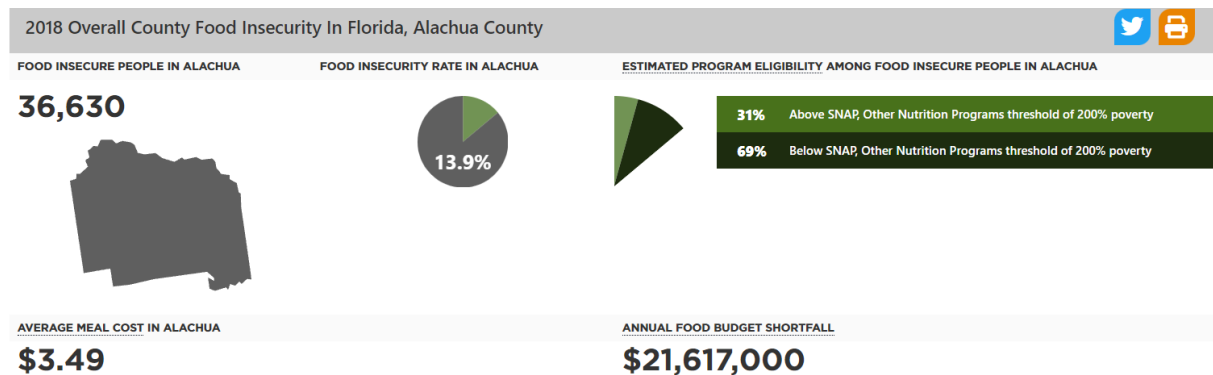 2018 Overall County Food Insecurity In Florida, Alachua County
FOOD INSECURE PEOPLE IN ALACHUA
36,630
FOOD INSECURITY RATE IN ALACHUA
13.9%
ESTIMATED PROGRAM ELIGIBILITY AMONG FOOD INSECURE PEOPLE IN ALACHUA
31% Above SNAP, Other Nutrition Programs threshold of 200% poverty
69% Below SNAP, Other Nutrition Programs threshold of 200% poverty
AVERAGE MEAL COST IN ALACHUA
$3.49
ANNUAL FOOD BUDGET SHORTFALL
$21,617,000